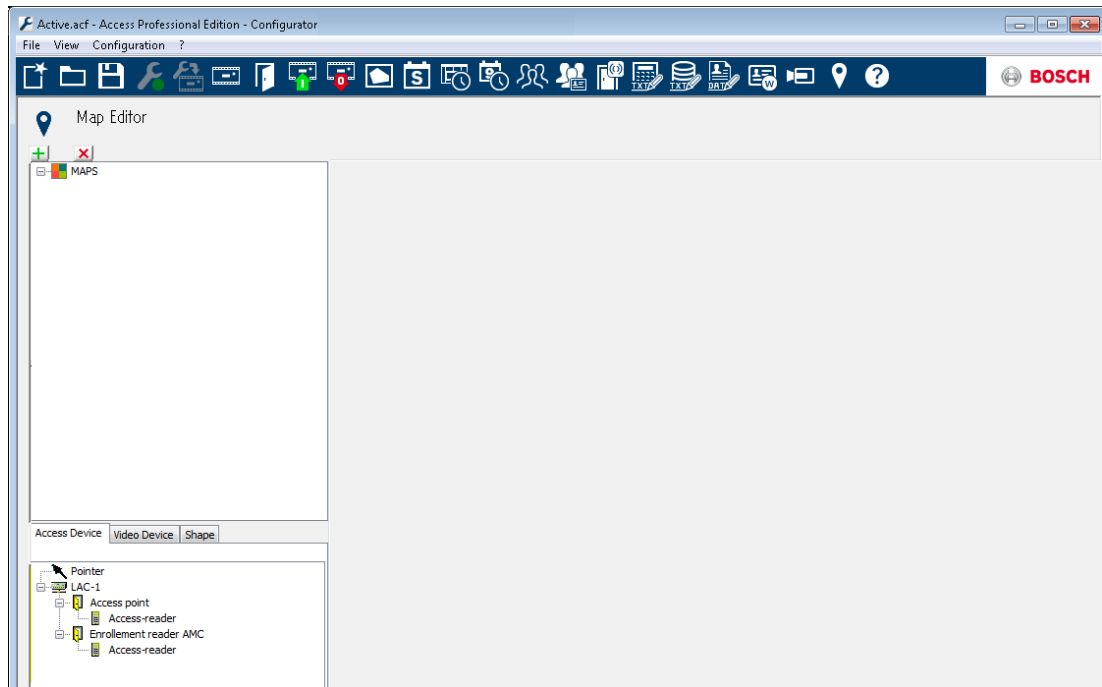 Active.acf - Access Professional Edition - Configurator
File View Configuration ?
BOSCH
Map Editor
MAPS
Access Device Video Device Shape
Pointer
LAC-1
Access point
Access-reader
Enrollement reader AMC
Access-reader